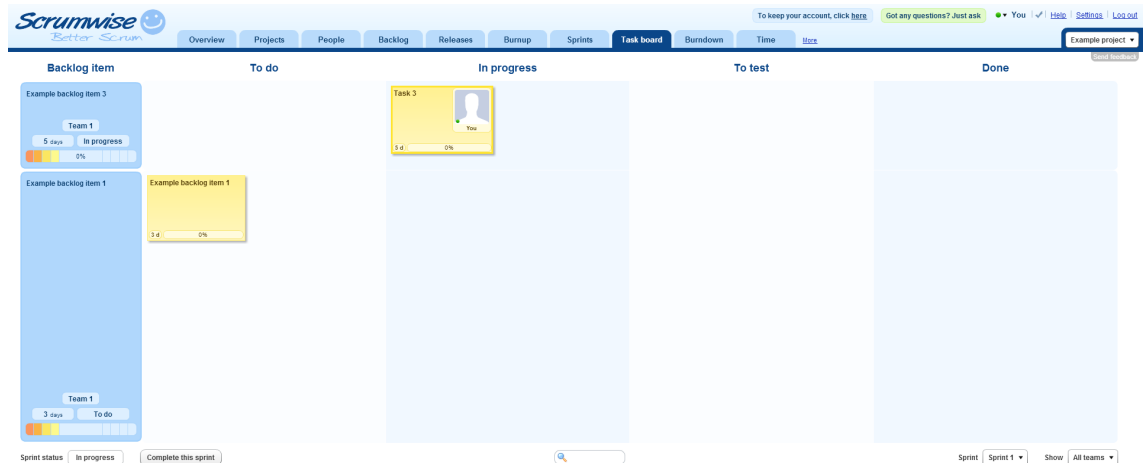 Scrumwise
Better Scrum
To keep your account, click here
Got any questions? Just ask
You
Help
Settings
Log out
Overview
Projects
People
Backlog
Releases
Burnup
Sprints
Task board
Burndown
Time
More
Example project
Send feedback
Backlog item
To do
In progress
To test
Done
Example backlog item 3
Team 1
5 days
In progress
0%
Task 3
You
5 d
0%
Example backlog item 1
Team 1
3 days
To do
Example backlog item 1
3 d
0%
Sprint status
In progress
Complete this sprint
Sprint
Sprint 1
Show
All teams